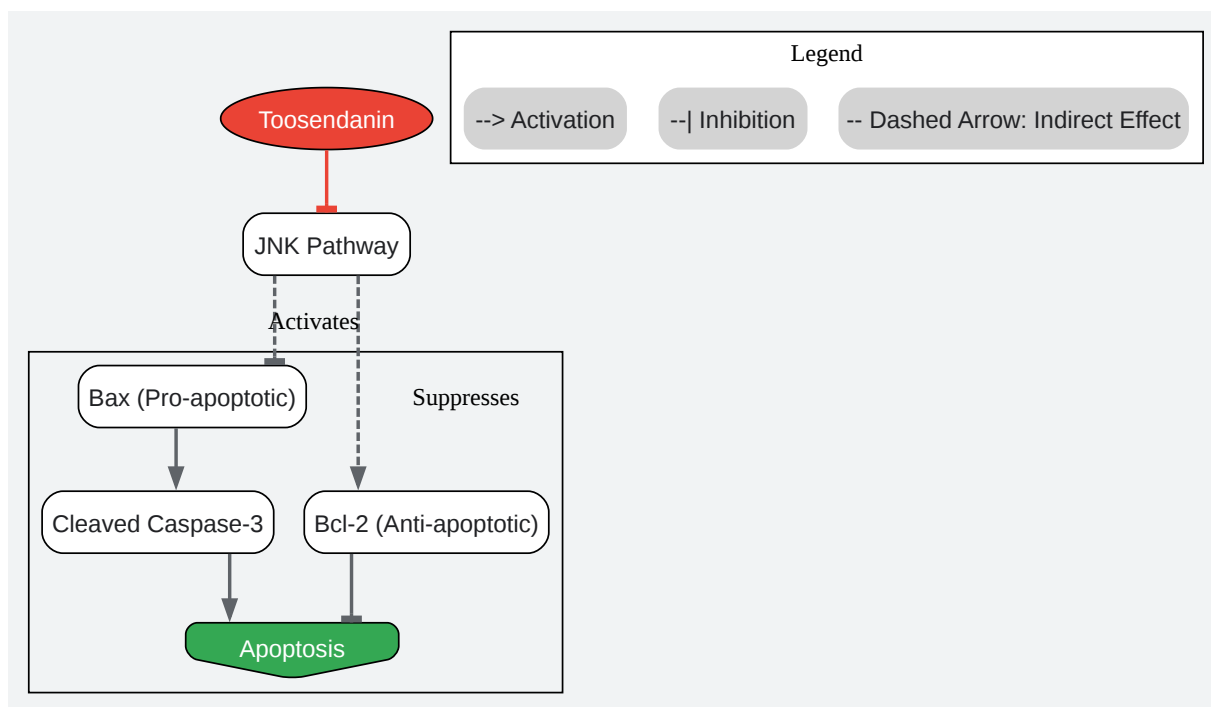 Legend
--> Activation
--| Inhibition
-- Dashed Arrow: Indirect Effect
Toosendanin
JNK Pathway
Activates
Bax (Pro-apoptotic)
Suppresses
Cleaved Caspase-3
Bcl-2 (Anti-apoptotic)
Apoptosis